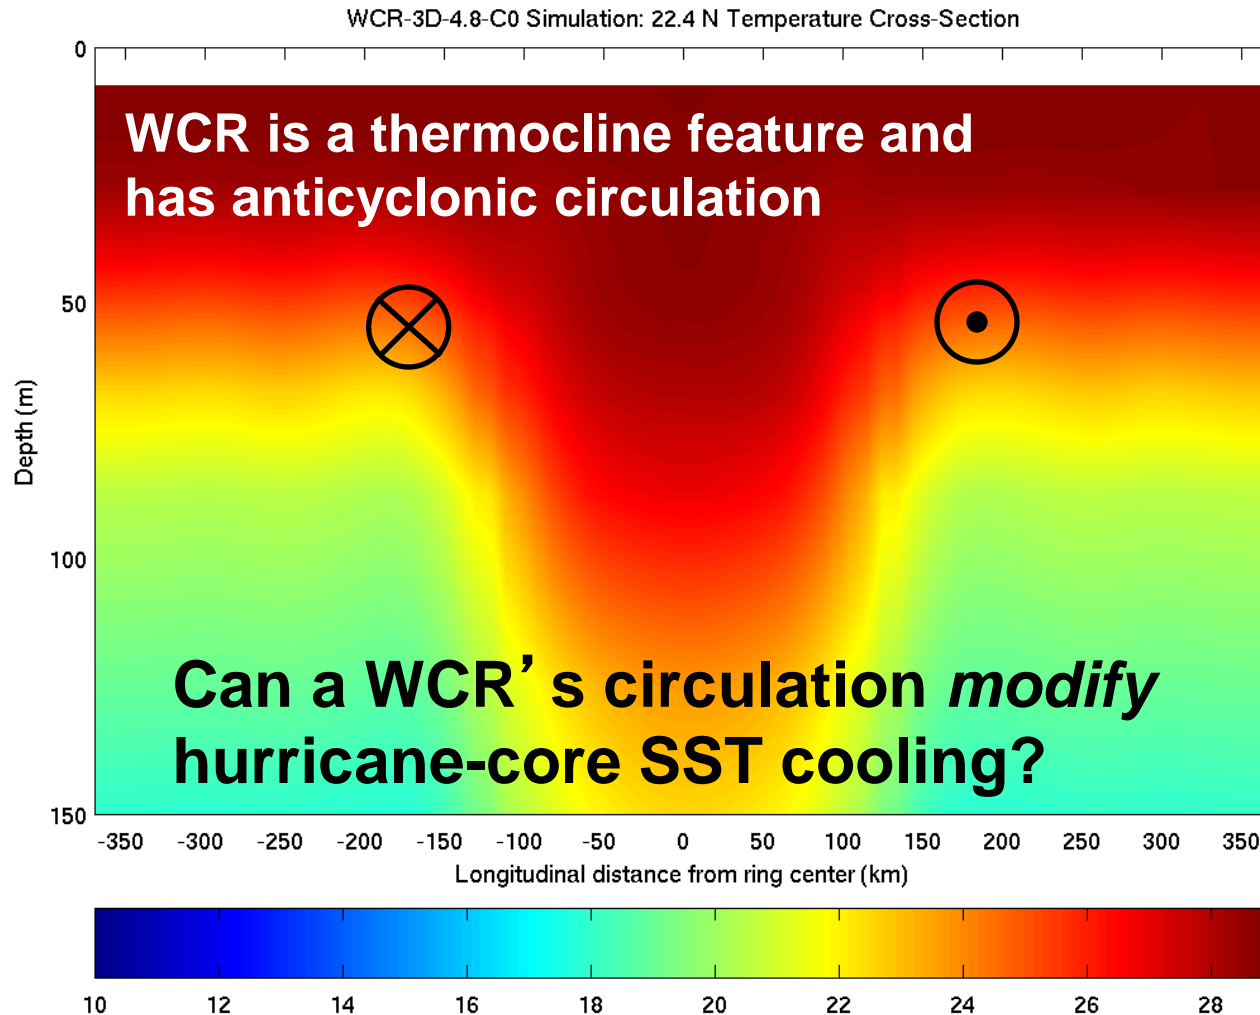 WCR-3D-4.8-C0 Simulation: 22.4 N Temperature Cross-Section
0
WCR is a thermocline feature and
has anticyclonic circulation
50
Depth (m)
100
Can a WCR's circulation modify
hurricane-core SST cooling?
150
-350 -300 -250 -200 -150 -100 -50 0 50 100 150 200 250 300 350
Longitudinal distance from ring center (km)
10 12 14 16 18 20 22 24 26 28